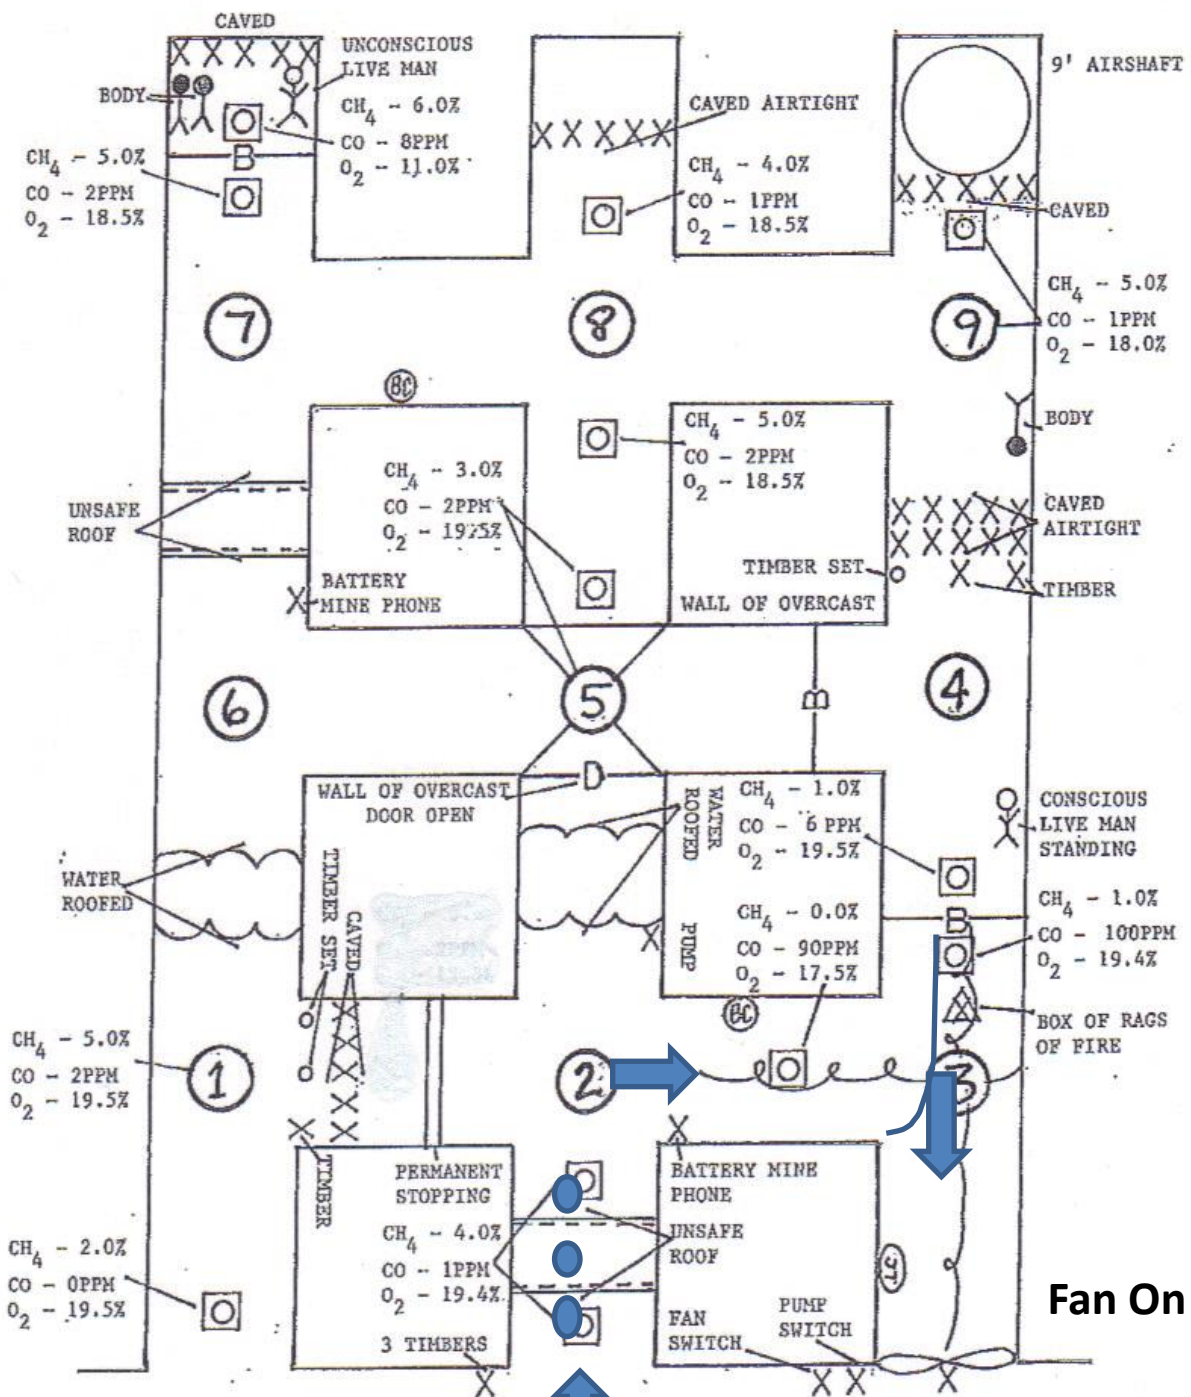 CAVED
UNCONSCIOUS
LIVE MAN
CH4 - 6.0%
CO - 8PPM
O2 - 11.0%
BODY
B
CH4 - 5.0%
CO - 2PPM
O2 - 18.5%
CAVED AIRTIGHT
CH4 - 4.0%
CO - 1PPM
O2 - 18.5%
9' AIRSHAFT
CAVED
CH4 - 5.0%
CO - 1PPM
O2 - 18.0%
7
8
9
BC
BODY
CH4 - 5.0%
CO - 2PPM
O2 - 18.5%
CH4 - 3.0%
CO - 2PPM
O2 - 19.5%
UNSAFE
ROOF
CAVED
AIRTIGHT
TIMBER SET
TIMBER
BATTERY
MINE PHONE
WALL OF OVERCAST
6
5
B
4
WALL OF OVERCAST
DOOR OPEN
D
WATER
ROOFED
CH4 - 1.0%
CO - 6 PPM
O2 - 19.5%
CONSCIOUS
LIVE MAN
STANDING
WATER
ROOFED
TIMBER SET
CAVED
PUMP
CH4 - 0.0%
CO - 90PPM
O2 - 17.5%
B
CH4 - 1.0%
CO - 100PPM
O2 - 19.4%
BC
BOX OF RAGS
OF FIRE
CH4 - 5.0%
CO - 2PPM
O2 - 19.5%
1
2
3
TIMBER
PERMANENT
STOPPING
BATTERY MINE
PHONE
CH4 - 4.0%
CO - 1PPM
O2 - 19.4%
UNSAFE
ROOF
CH4 - 2.0%
CO - 0PPM
O2 - 19.5%
3 TIMBERS
FAN
SWITCH
PUMP
SWITCH
Fan On